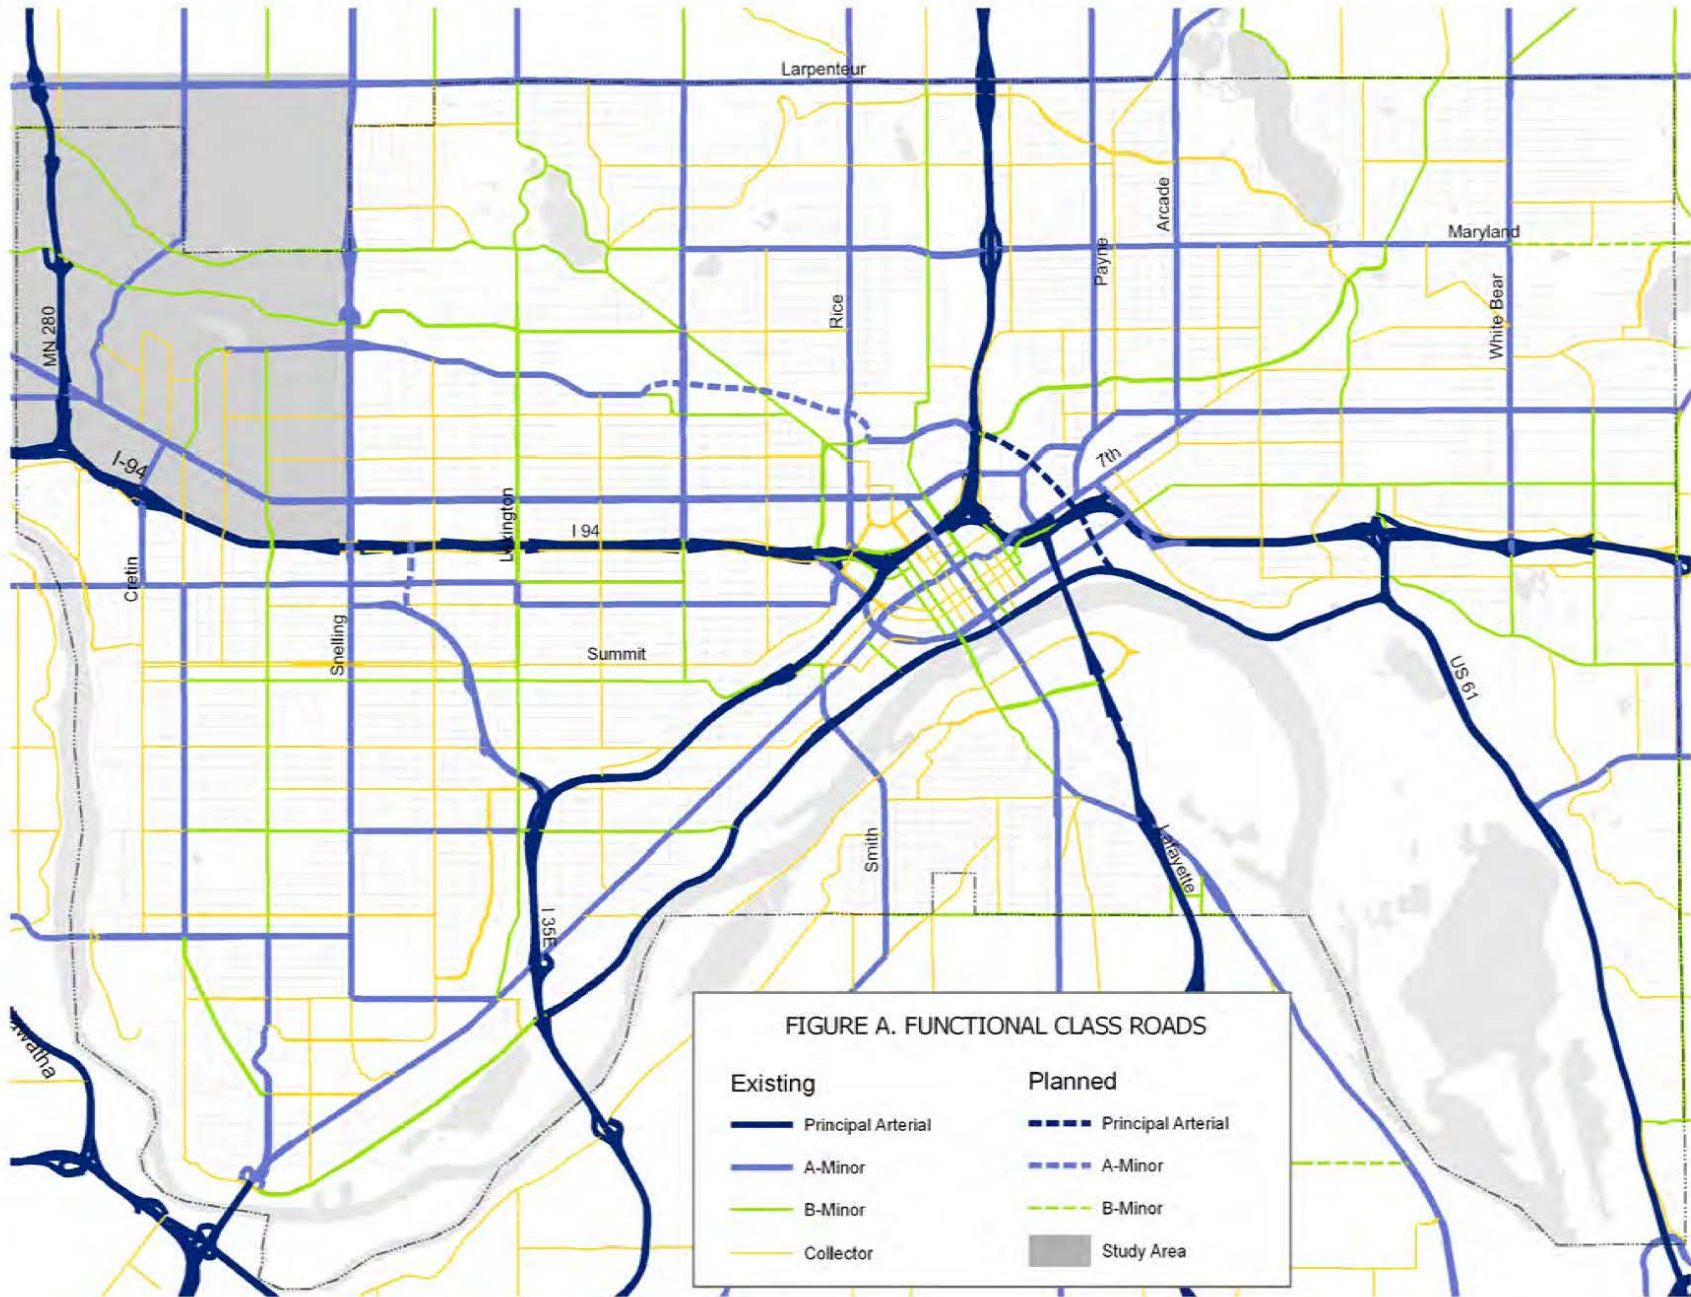 Larpenteur
Arcade
Maryland
Payne
White Bear
Rice
MN 280
7th
I-94
Lexington
I 94
Cretin
Snelling
Summit
US 61
Smith
Lafayette
I 35E
FIGURE A. FUNCTIONAL CLASS ROADS
Existing
Planned
Principal Arterial
Principal Arterial
A-Minor
A-Minor
B-Minor
B-Minor
Collector
Study Area